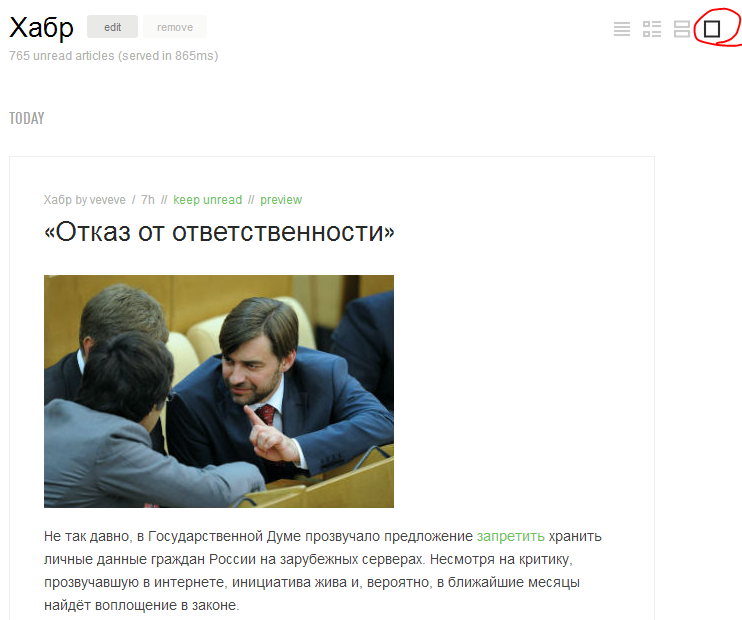 Хабр edit remove
765 unread articles (served in 865ms)
TODAY
Хабр by veveve / 7h // keep unread // preview
«Отказ от ответственности»
Не так давно, в Государственной Думе прозвучало предложение запретить хранить
личные данные граждан России на зарубежных серверах. Несмотря на критику,
прозвучавшую в интернете, инициатива жива и, вероятно, в ближайшие месяцы
найдёт воплощение в законе.